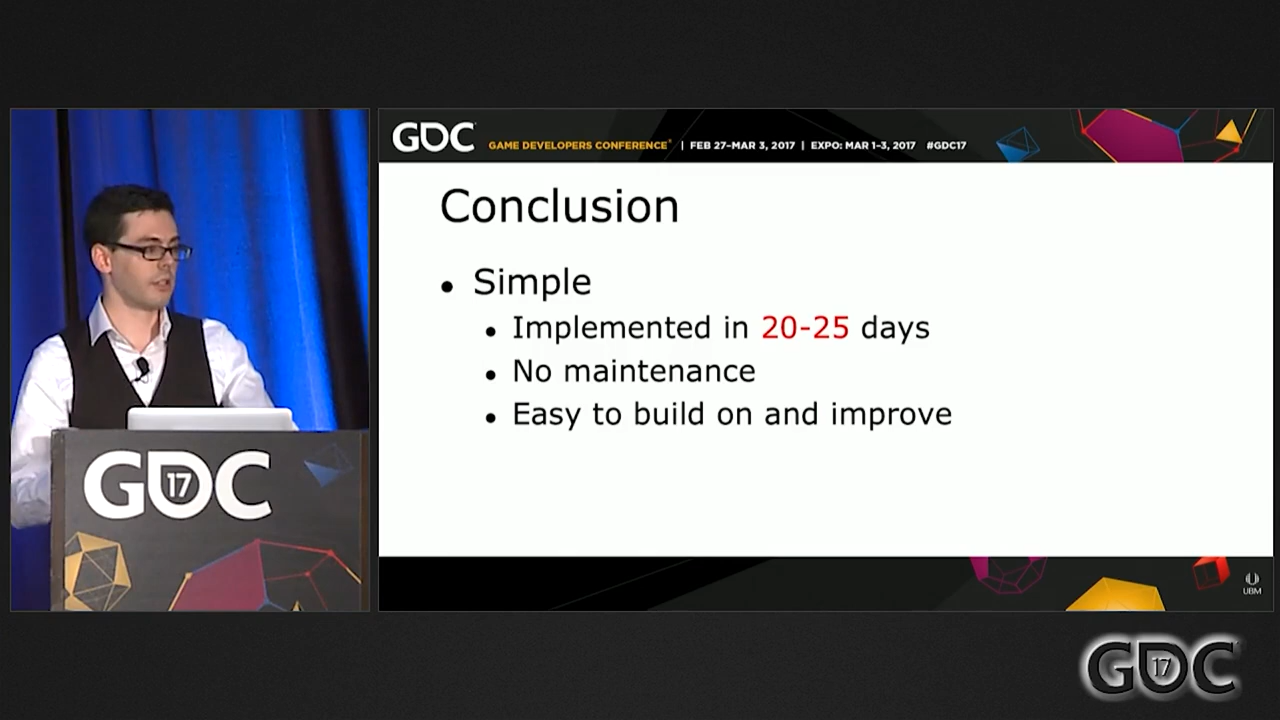 GDC
GAME DEVELOPERS CONFERENCE® | FEB 27–MAR 3, 2017 | EXPO: MAR 1–3, 2017 #GDC17
Conclusion
• Simple
• Implemented in 20-25 days
• No maintenance
• Easy to build on and improve
GDC
17
UBM
GDC
17